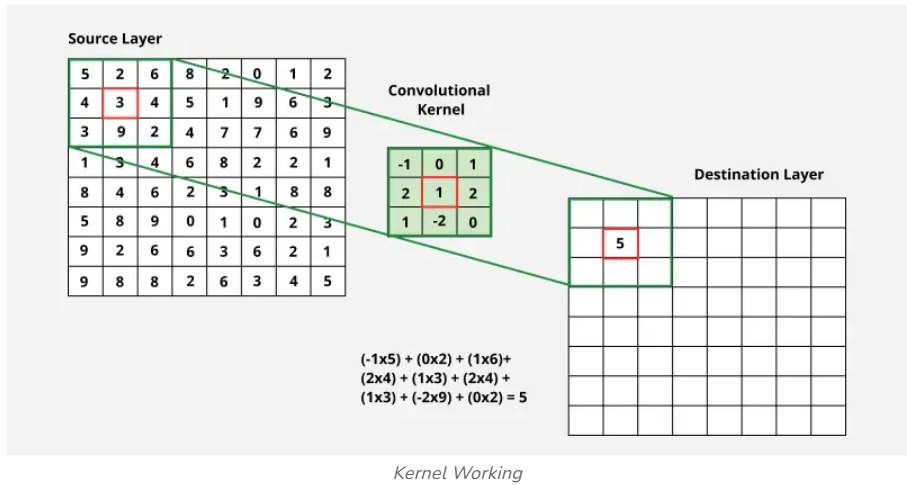 Source Layer
5 2 6 8 2 0 1 2
4 3 4 5 1 9 6 3
3 9 2 4 7 7 6 9
1 3 4 6 8 2 2 1
8 4 6 2 3 1 8 8
5 8 9 0 1 0 2 3
9 2 6 6 3 6 2 1
9 8 8 2 6 3 4 5
Convolutional
Kernel
-1 0 1
2 1 2
1 -2 0
Destination Layer
5
(-1x5) + (0x2) + (1x6)+
(2x4) + (1x3) + (2x4) +
(1x3) + (-2x9) + (0x2) = 5
Kernel Working